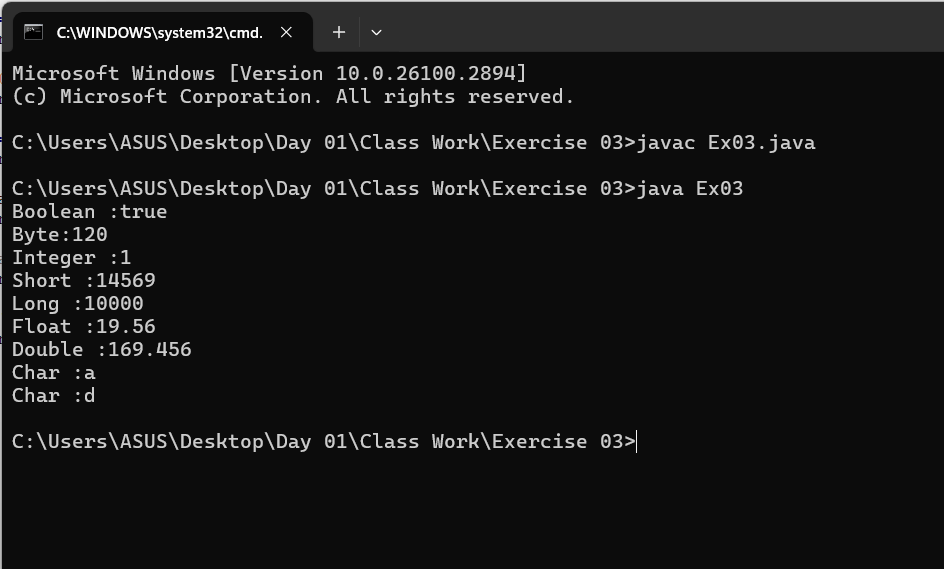 C:\WINDOWS\system32\cmd.
Microsoft Windows [Version 10.0.26100.2894]
(c) Microsoft Corporation. All rights reserved.
C:\Users\ASUS\Desktop\Day 01\Class Work\Exercise 03>javac Ex03.java
C:\Users\ASUS\Desktop\Day 01\Class Work\Exercise 03>java Ex03
Boolean :true
Byte:120
Integer :1
Short :14569
Long :10000
Float :19.56
Double :169.456
Char :a
Char :d
C:\Users\ASUS\Desktop\Day 01\Class Work\Exercise 03>